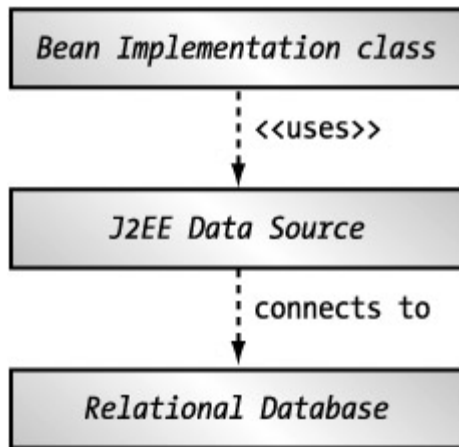 Bean Implementation class
<<uses>>
J2EE Data Source
connects to
Relational Database